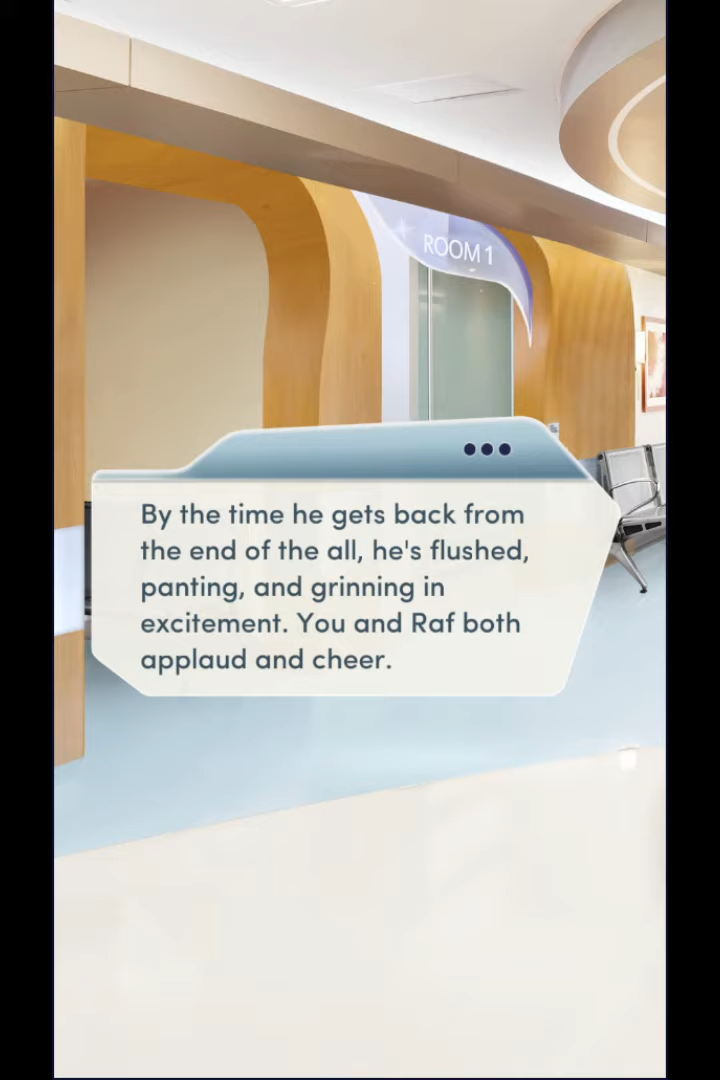 ROOM 1
By the time he gets back from
the end of the all, he's flushed,
panting, and grinning in
excitement. You and Raf both
applaud and cheer.